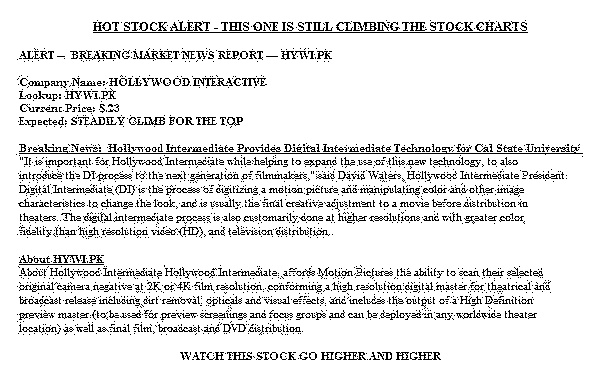 HOT STOCK ALERT - THIS ONE IS STILL CLIMBING THE STOCK CHARTS
ALERT -- BREAKING MARKET NEWS REPORT --- HYWI.PK
Company Name: HOLLYWOOD INTERACTIVE
Lookup: HYWI.PK
Current Price: $.23
Expected: STEADILY CLIMB FOR THE TOP
Breaking News: Hollywood Intermediate Provides Digital Intermediate Technology for Cal State University
"It is important for Hollywood Intermediate while helping to expand the use of this new technology, to also
introduce the DI process to the next generation of filmmakers," said David Waters, Hollywood Intermediate President.
Digital Intermediate (DI) is the process of digitizing a motion picture and manipulating color and other image
characteristics to change the look, and is usually the final creative adjustment to a movie before distribution in
theaters. The digital intermediate process is also customarily done at higher resolutions and with greater color
fidelity than high resolution video (HD), and television distribution.
About HYWI.PK
About Hollywood Intermediate Hollywood Intermediate, affords Motion Pictures the ability to scan their selected
original camera negative at 2K or 4K film resolution, conforming a high resolution digital master for theatrical and
broadcast release including dirt removal, opticals and visual effects, and includes the output of a High Definition
preview master (to be used for preview screenings and focus groups and can be deployed in any worldwide theater
location) as well as final film, broadcast and DVD distribution.
WATCH THIS STOCK GO HIGHER AND HIGHER